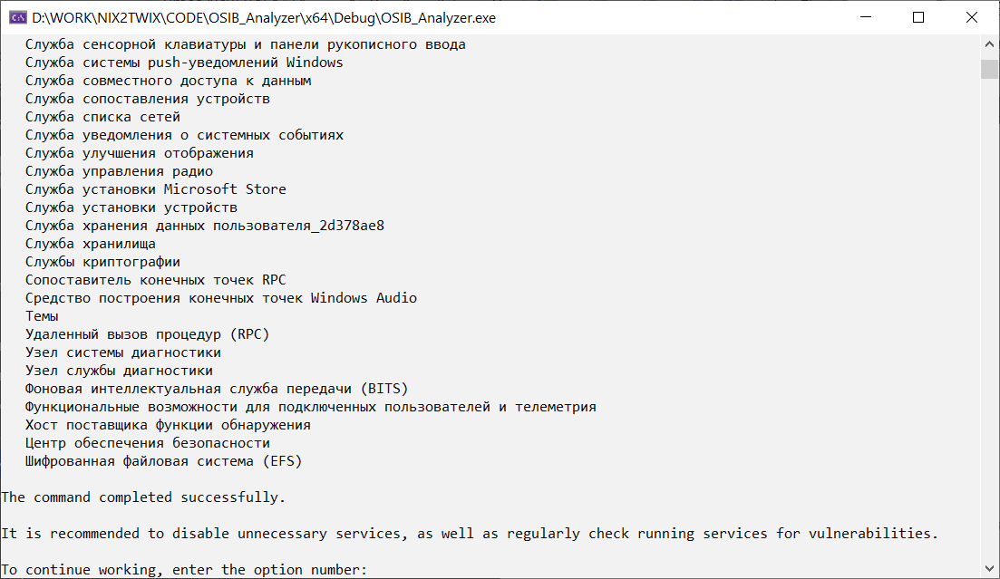 D:\WORK\NIX2TWIX\CODE\OSIB_Analyzer\x64\Debug\OSIB_Analyzer.exe
Служба сенсорной клавиатуры и панели рукописного ввода
Служба системы push-уведомлений Windows
Служба совместного доступа к данным
Служба сопоставления устройств
Служба списка сетей
Служба уведомления о системных событиях
Служба улучшения отображения
Служба управления радио
Служба установки Microsoft Store
Служба установки устройств
Служба хранения данных пользователя_2d378ae8
Служба хранилища
Службы криптографии
Сопоставитель конечных точек RPC
Средство построения конечных точек Windows Audio
Темы
Удаленный вызов процедур (RPC)
Узел системы диагностики
Узел службы диагностики
Фоновая интеллектуальная служба передачи (BITS)
Функциональные возможности для подключенных пользователей и телеметрия
Хост поставщика функции обнаружения
Центр обеспечения безопасности
Шифрованная файловая система (EFS)
The command completed successfully.
It is recommended to disable unnecessary services, as well as regularly check running services for vulnerabilities.
To continue working, enter the option number: